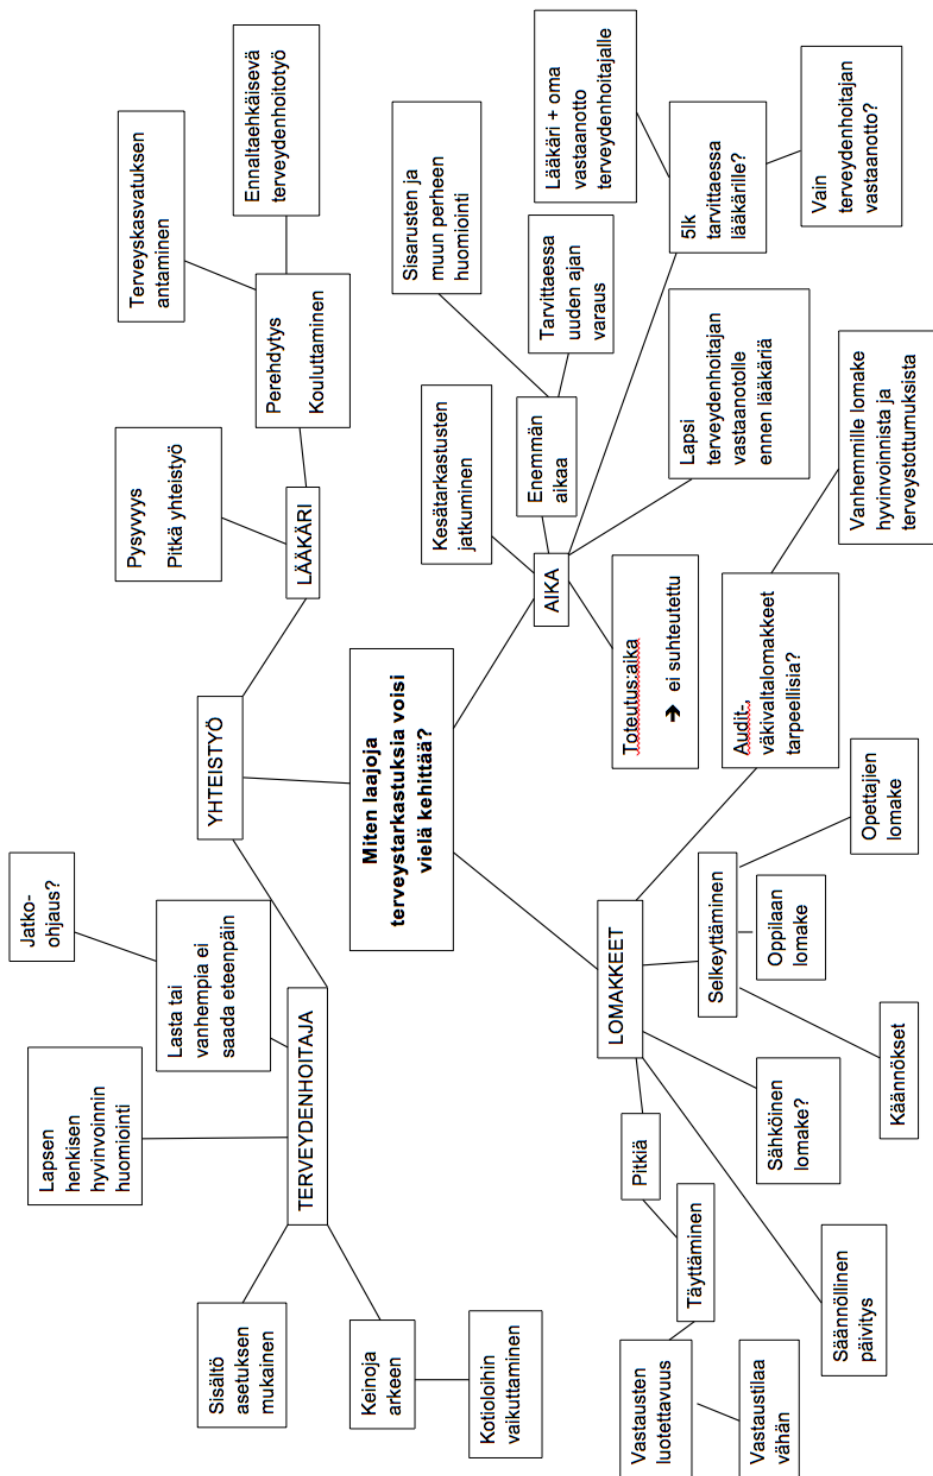 Miten laajoja
terveystarkastuksia voisi
vielä kehittää?
YHTEISTYÖ
TERVEYDENHOITAJA
Sisältö
asetuksen
mukainen
Lapsen
henkisen
hyvinvoinnin
huomiointi
Lasta tai
vanhempia ei
saada eteenpäin
Jatko-
ohjaus?
Keinoja
arkeen
Kotioloihin
vaikuttaminen
LÄÄKÄRI
Pysyvyys
Pitkä yhteistyö
Perehdytys
Kouluttaminen
Terveyskasvatuksen
antaminen
Ennaltaehkäisevä
terveydenhoitotyö
AIKA
Kesätarkastusten
jatkuminen
Enemmän
aikaa
Sisarusten ja
muun perheen
huomiointi
Tarvittaessa
uuden ajan
varaus
5lk
tarvittaessa
lääkärille?
Lääkäri + oma
vastaanotto
terveydenhoitajalle
Vain
terveydenhoitajan
vastaanotto?
Lapsi
terveydenhoitajan
vastaanotolle
ennen lääkäriä
Toteutus:aika
➔ ei suhteutettu
LOMAKKEET
Pitkiä
Täyttäminen
Vastausten
luotettavuus
Vastaustilaa
vähän
Säännöllinen
päivitys
Sähköinen
lomake?
Selkeyttäminen
Käännökset
Oppilaan
lomake
Opettajien
lomake
Audit-,
väkivaltalomakkeet
tarpeellisia?
Vanhemmille lomake
hyvinvoinnista ja
terveystottumuksista